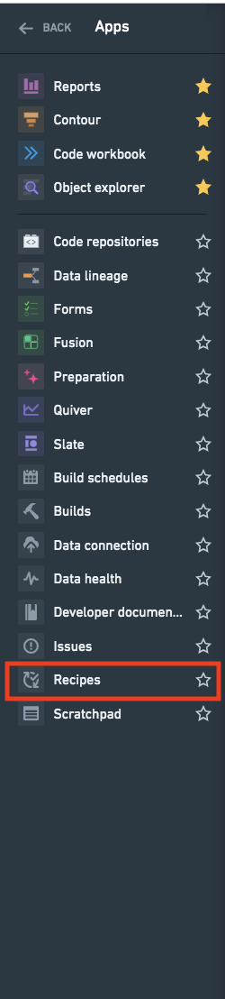 BACK Apps
Reports
Contour
Code workbook
Object explorer
Code repositories
Data lineage
Forms
Fusion
Preparation
Quiver
Slate
Build schedules
Builds
Data connection
Data health
Developer documen...
Issues
Recipes
Scratchpad